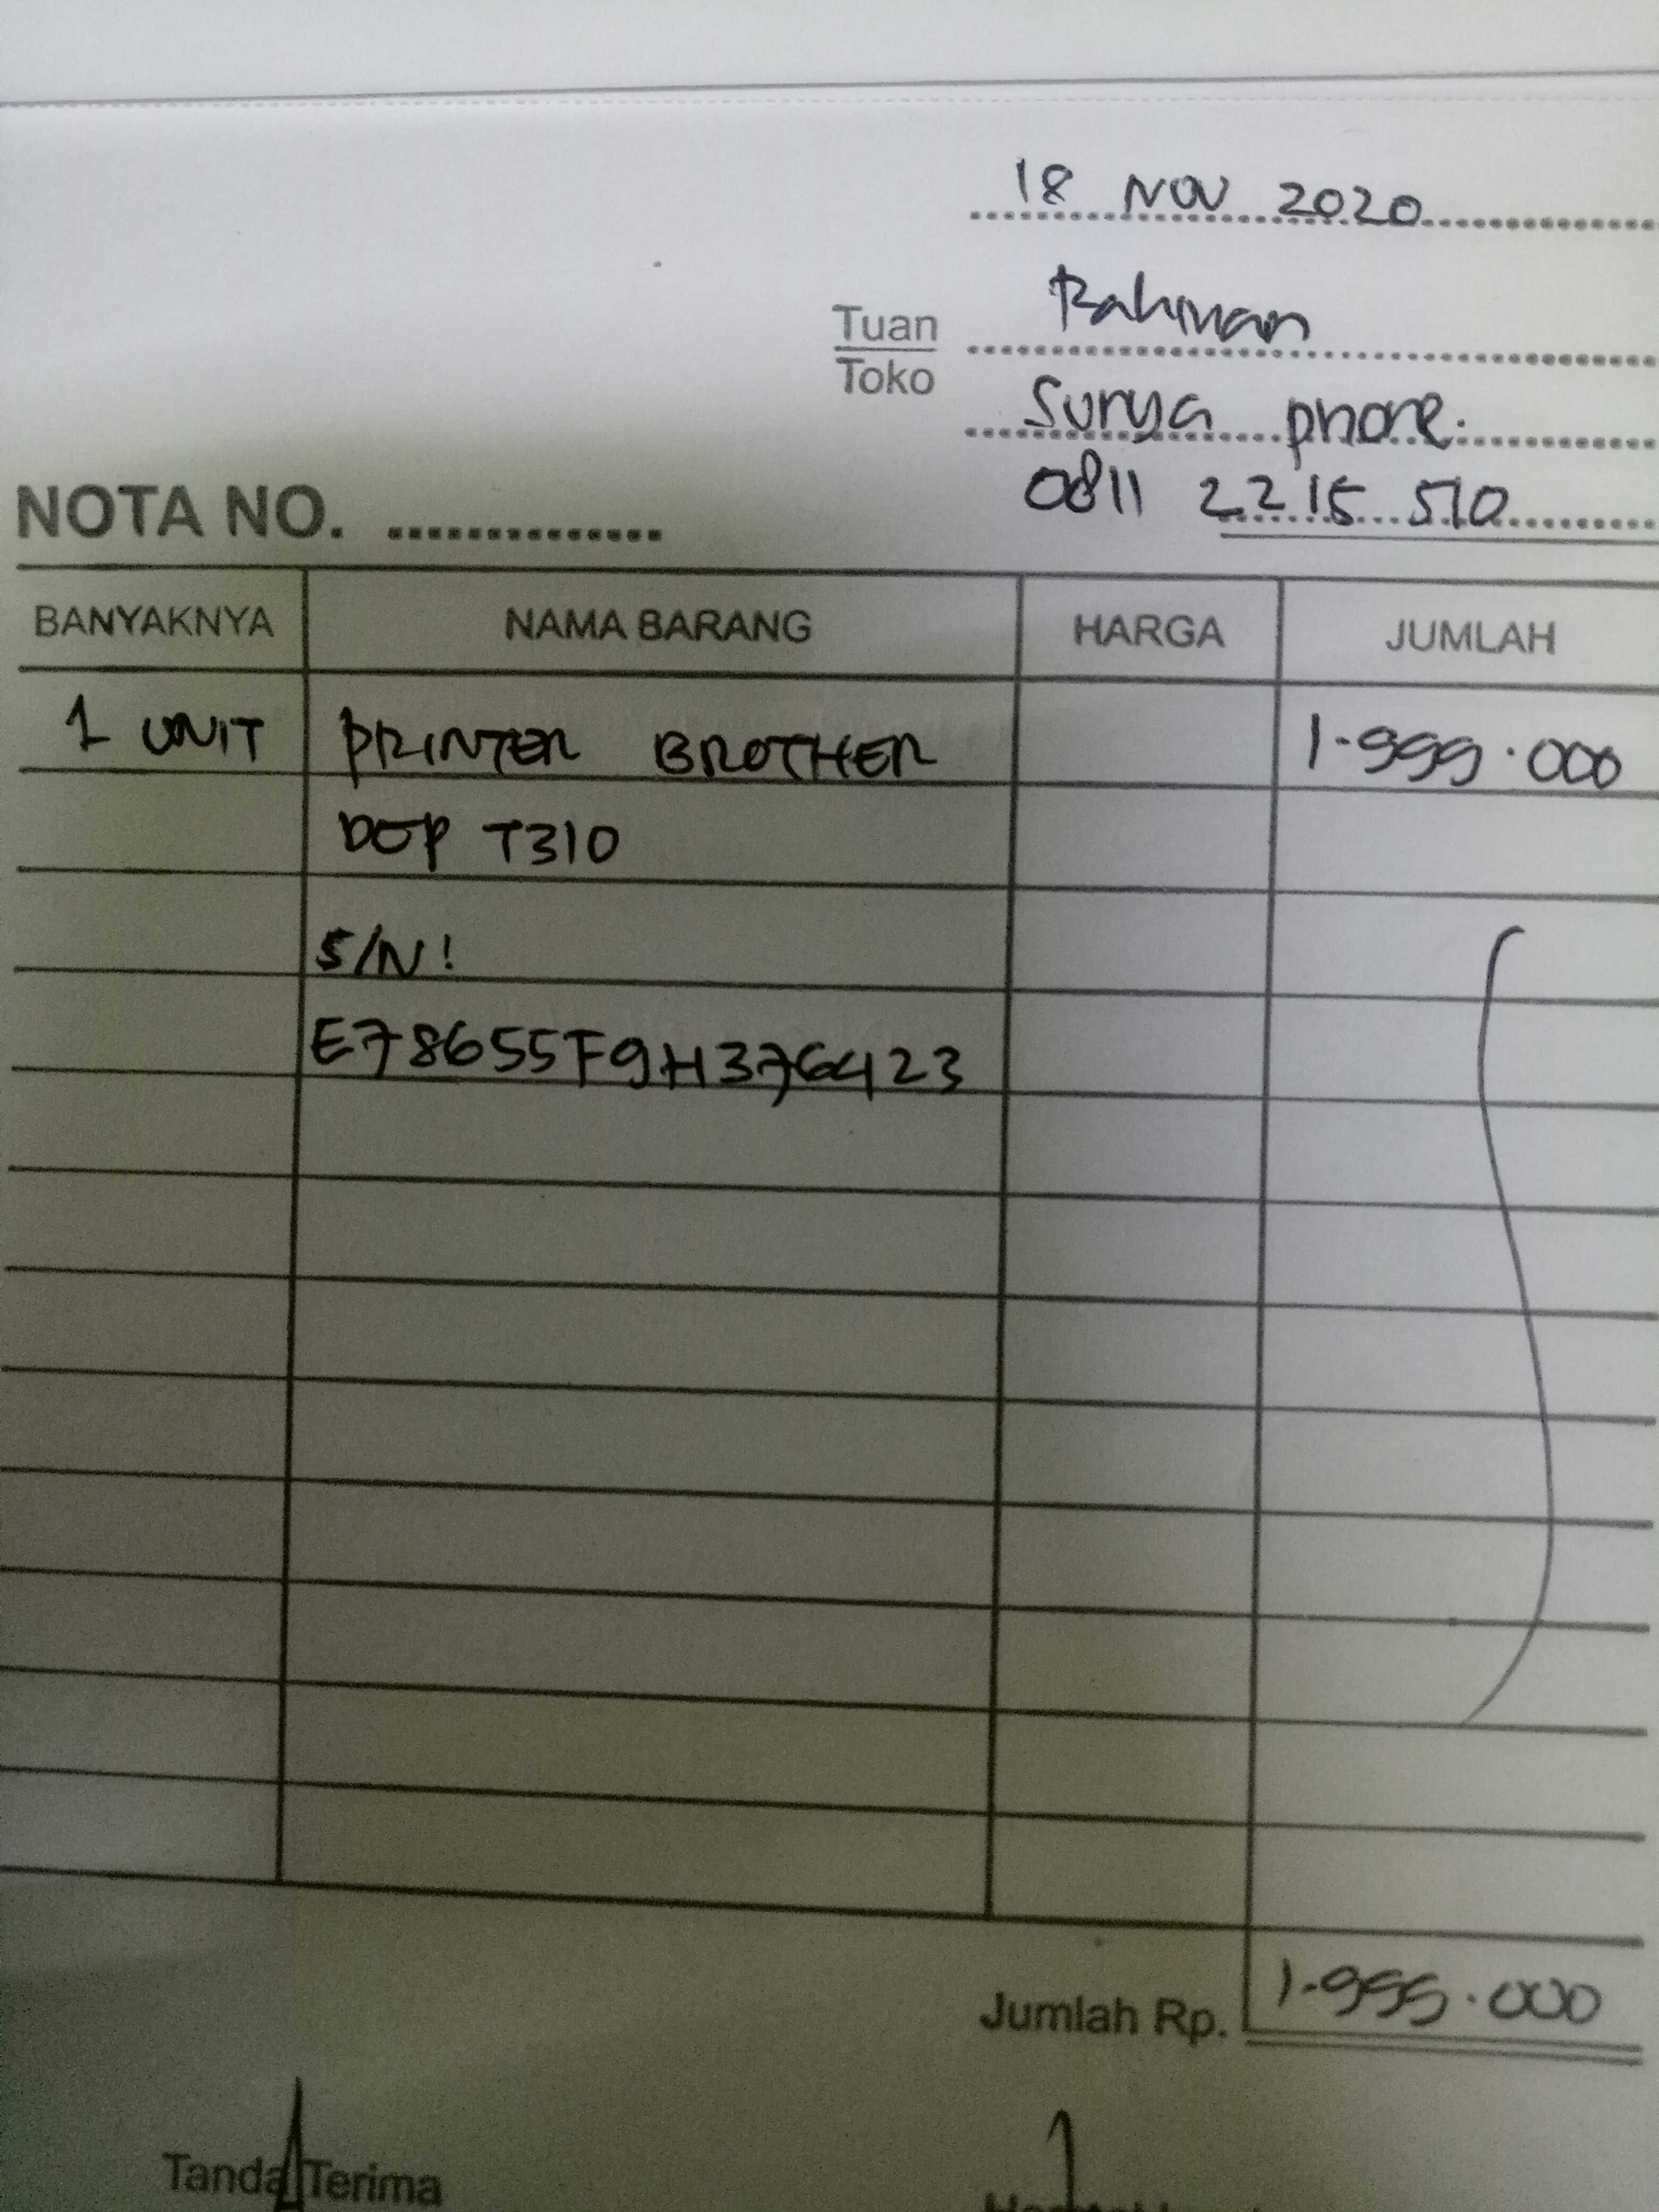 18 NOV 2020
Tuan Rahman
Toko Surya phone.
0811 2215 510
NOTA NO. ..............
BANYAKNYA NAMA BARANG HARGA JUMLAH
1 UNIT PRINTER BROTHER 1.999.000
DCP T310
S/N:
E78655F9H376423
Jumlah Rp. 1.999.000
Tanda Terima